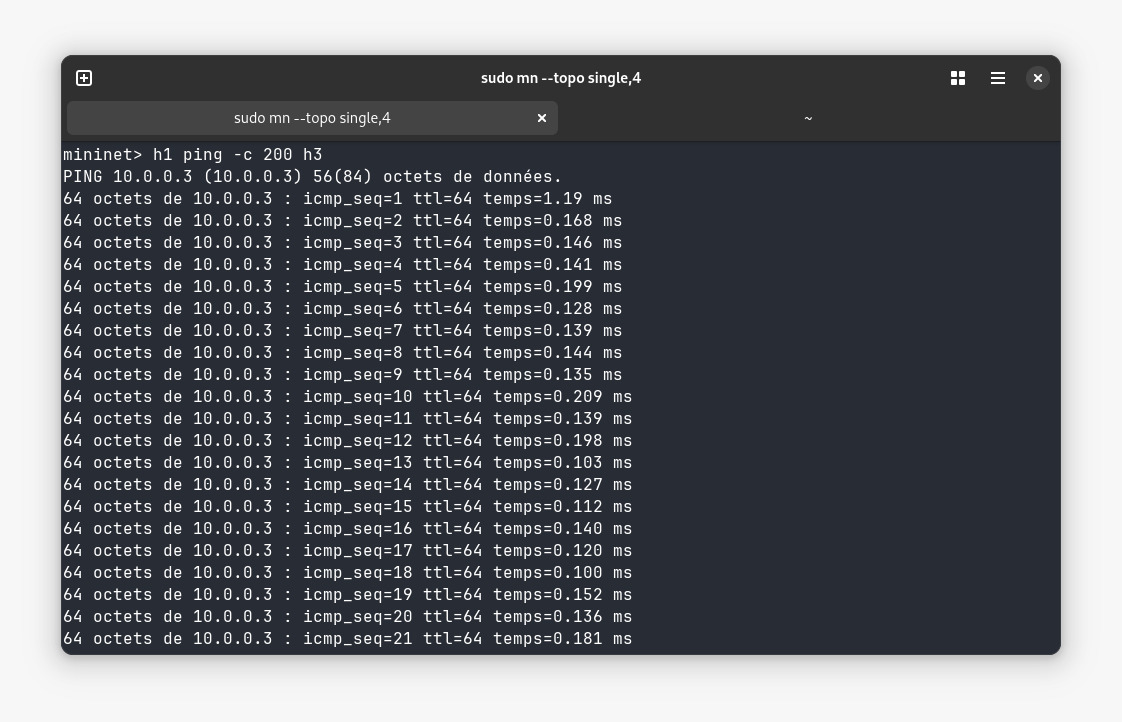 sudo mn --topo single,4
sudo mn --topo single,4
~
mininet> h1 ping -c 200 h3
PING 10.0.0.3 (10.0.0.3) 56(84) octets de données.
64 octets de 10.0.0.3 : icmp_seq=1 ttl=64 temps=1.19 ms
64 octets de 10.0.0.3 : icmp_seq=2 ttl=64 temps=0.168 ms
64 octets de 10.0.0.3 : icmp_seq=3 ttl=64 temps=0.146 ms
64 octets de 10.0.0.3 : icmp_seq=4 ttl=64 temps=0.141 ms
64 octets de 10.0.0.3 : icmp_seq=5 ttl=64 temps=0.199 ms
64 octets de 10.0.0.3 : icmp_seq=6 ttl=64 temps=0.128 ms
64 octets de 10.0.0.3 : icmp_seq=7 ttl=64 temps=0.139 ms
64 octets de 10.0.0.3 : icmp_seq=8 ttl=64 temps=0.144 ms
64 octets de 10.0.0.3 : icmp_seq=9 ttl=64 temps=0.135 ms
64 octets de 10.0.0.3 : icmp_seq=10 ttl=64 temps=0.209 ms
64 octets de 10.0.0.3 : icmp_seq=11 ttl=64 temps=0.139 ms
64 octets de 10.0.0.3 : icmp_seq=12 ttl=64 temps=0.198 ms
64 octets de 10.0.0.3 : icmp_seq=13 ttl=64 temps=0.103 ms
64 octets de 10.0.0.3 : icmp_seq=14 ttl=64 temps=0.127 ms
64 octets de 10.0.0.3 : icmp_seq=15 ttl=64 temps=0.112 ms
64 octets de 10.0.0.3 : icmp_seq=16 ttl=64 temps=0.140 ms
64 octets de 10.0.0.3 : icmp_seq=17 ttl=64 temps=0.120 ms
64 octets de 10.0.0.3 : icmp_seq=18 ttl=64 temps=0.100 ms
64 octets de 10.0.0.3 : icmp_seq=19 ttl=64 temps=0.152 ms
64 octets de 10.0.0.3 : icmp_seq=20 ttl=64 temps=0.136 ms
64 octets de 10.0.0.3 : icmp_seq=21 ttl=64 temps=0.181 ms